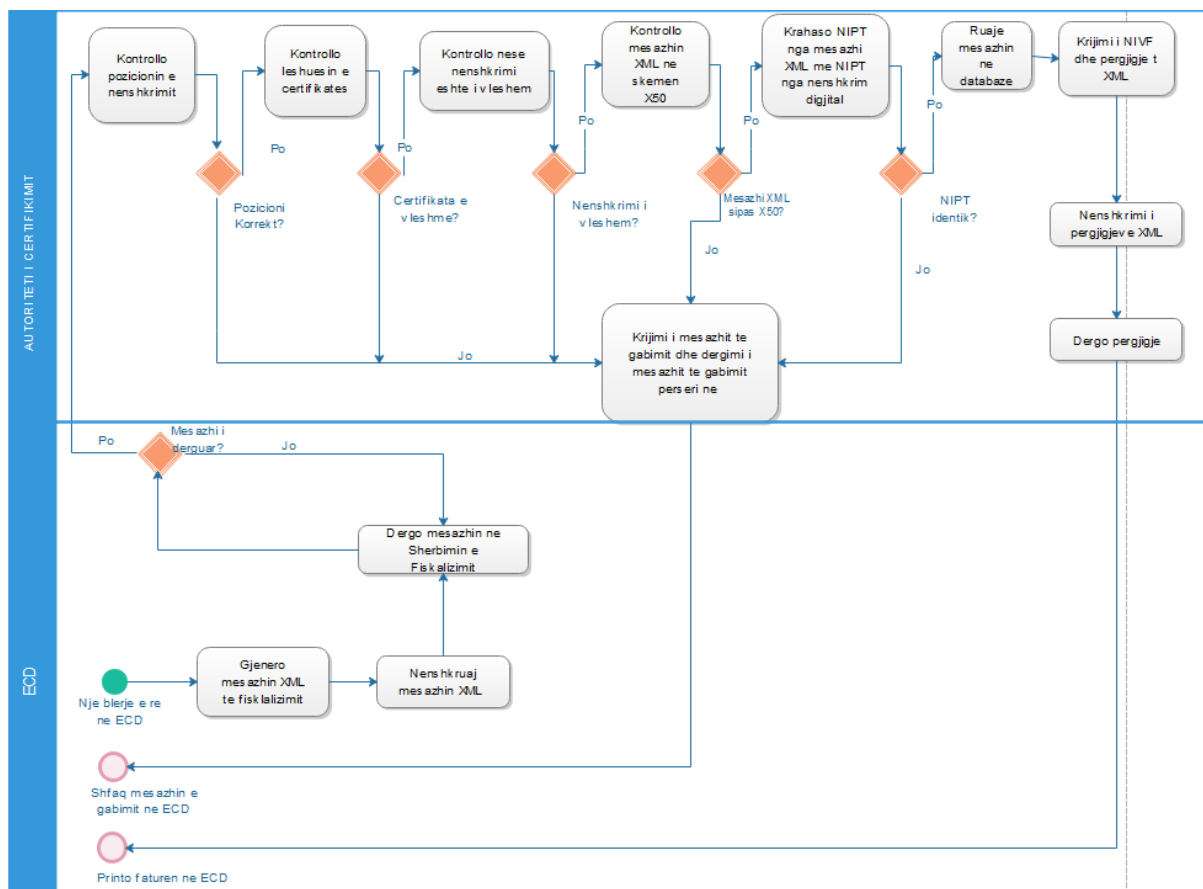 AUTORITETI I CERTIFIKIMIT
Kontrollo
pozicionin e
nenshkrimit
Kontrollo
leshuesin e
certifikates
Kontrollo nese
nenshkrimi
eshte i vleshem
Kontrollo
mesazhin
XML ne
skemen
X50
Krahaso NIPT
nga mesazhi
XML me NIPT
nga nenshkrim
digjital
Ruaje
mesazhin ne
databaze
Krijimi i NIVF
dhe pergjigje t
XML
Po
Po
Po
Po
Po
Pozicioni
Korrekt?
Certifikata e
vleshme?
Nenshkrimi i
vleshem?
Mesazhi XML
sipas X50?
NIPT
identik?
Nenshkrimi i
pergjigjeve XML
Jo
Jo
Jo
Krijimi i mesazhit te
gabimit dhe dergimi i
mesazhit te gabimit
perseri ne
Dergo pergjigje
ECD
Po
Mesazhi i
derguar?
Jo
Dergo mesazhin ne
Sherbimin e
Fiskalizimit
Gjenero
mesazhin XML
te fisklalizimit
Nenshkruaj
mesazhin XML
Nje blerje e re
ne ECD
Shfaq mesazhin e
gabimit ne ECD
Printo faturen ne ECD